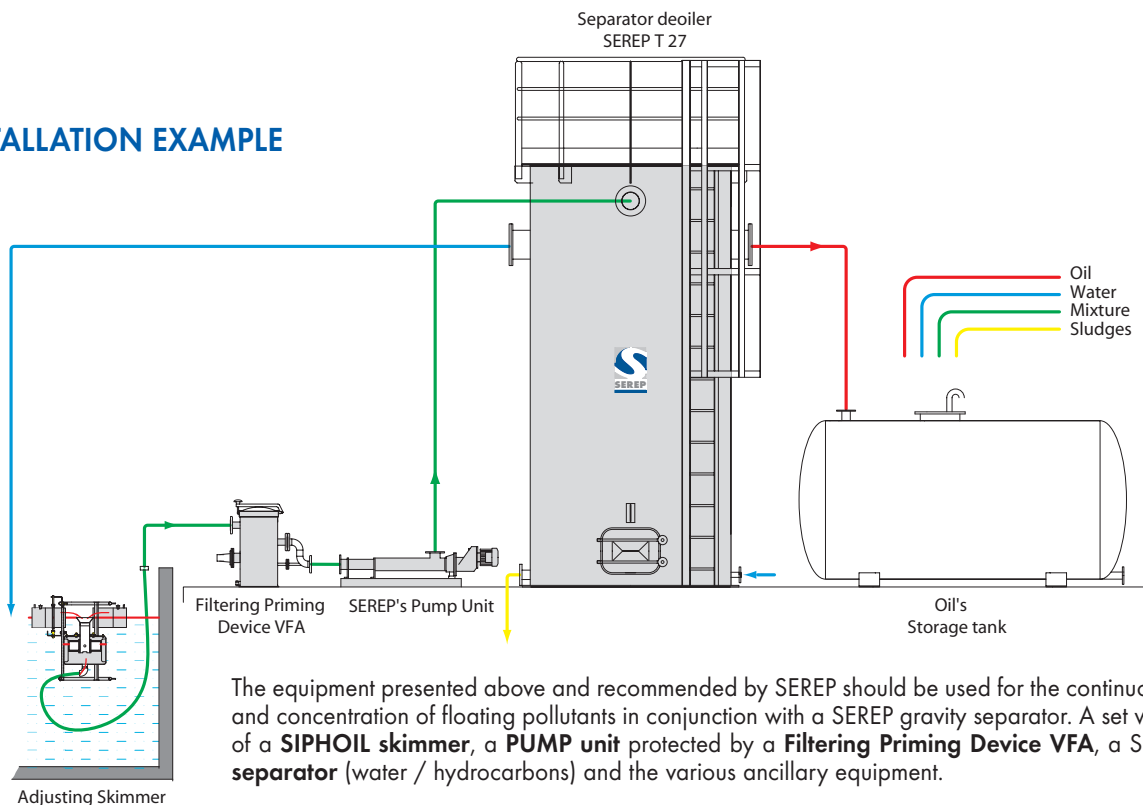 Separator deoiler
SEREP T 27
TALLATION EXAMPLE
Oil
Water
Mixture
Sludges
SEREP
Filtering Priming
Device VFA
SEREP's Pump Unit
Oil's
Storage tank
The equipment presented above and recommended by SEREP should be used for the
and concentration of floating pollutants in conjunction with a SEREP gravity separator. A set
of a SIPHOIL skimmer, a PUMP unit protected by a Filtering Priming Device VFA, a
separator (water / hydrocarbons) and the various ancillary equipment.
Adjusting Skimmer